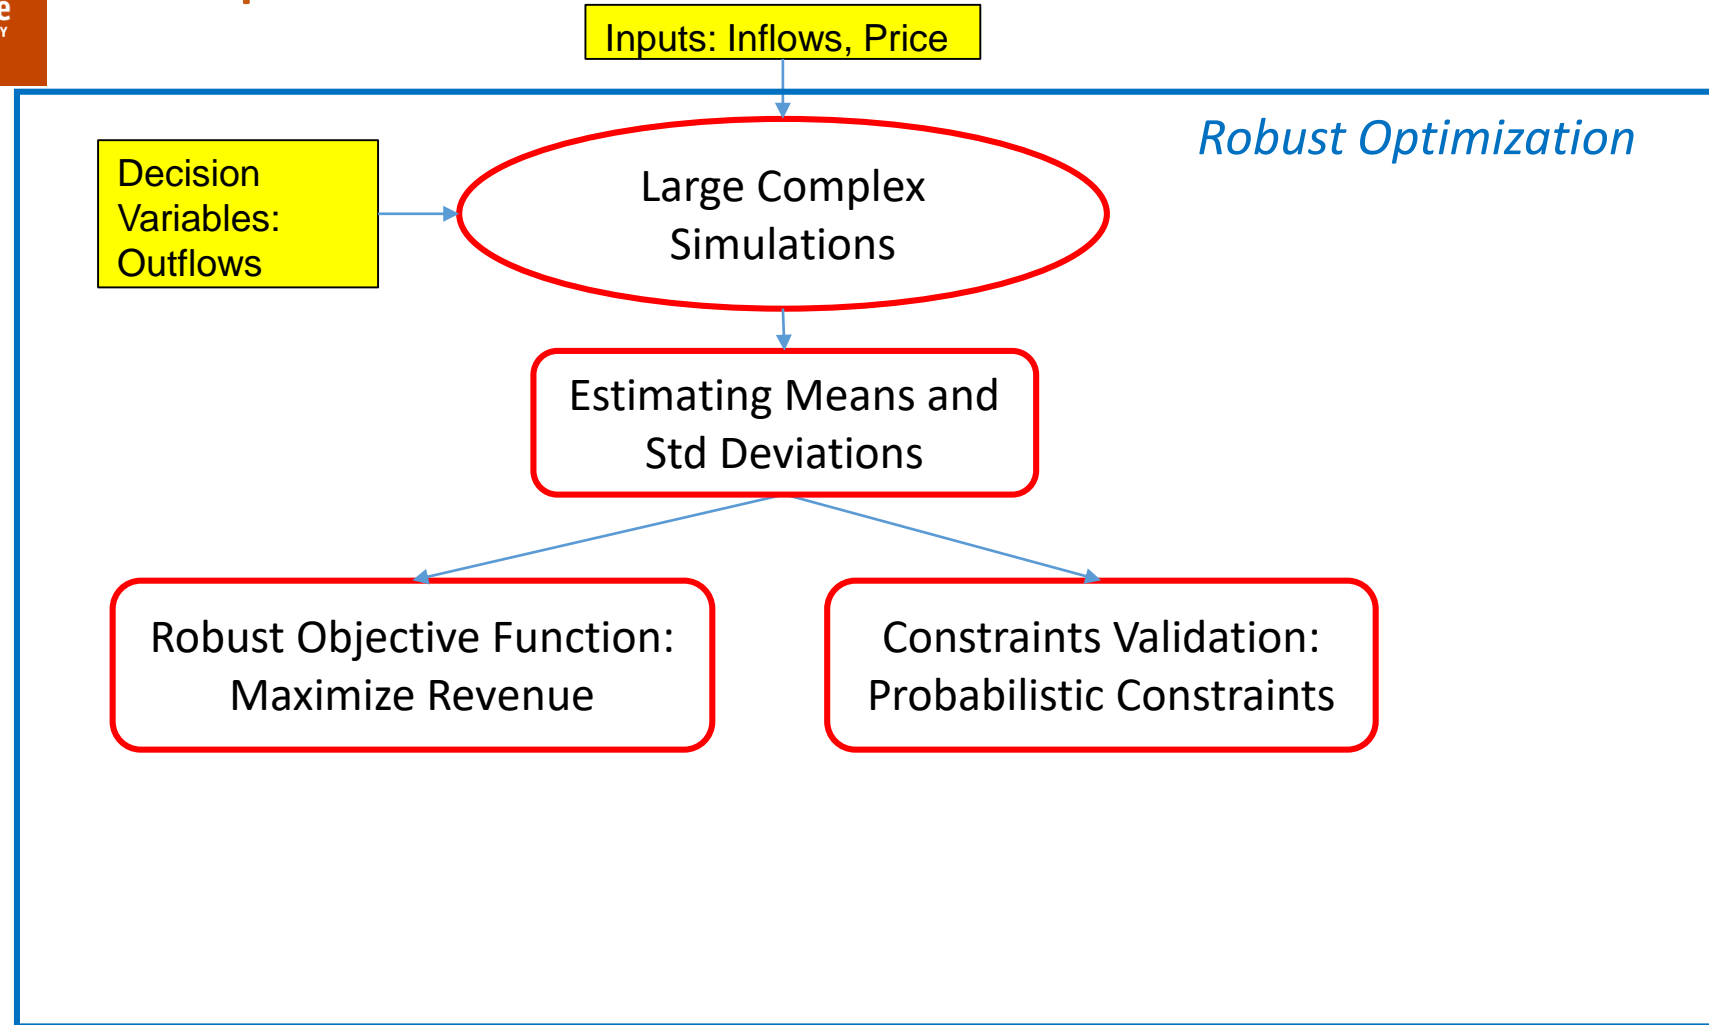 Inputs: Inflows, Price
Robust Optimization
Decision
Variables:
Outflows
Large Complex
Simulations
Estimating Means and
Std Deviations
Robust Objective Function:
Maximize Revenue
Constraints Validation:
Probabilistic Constraints